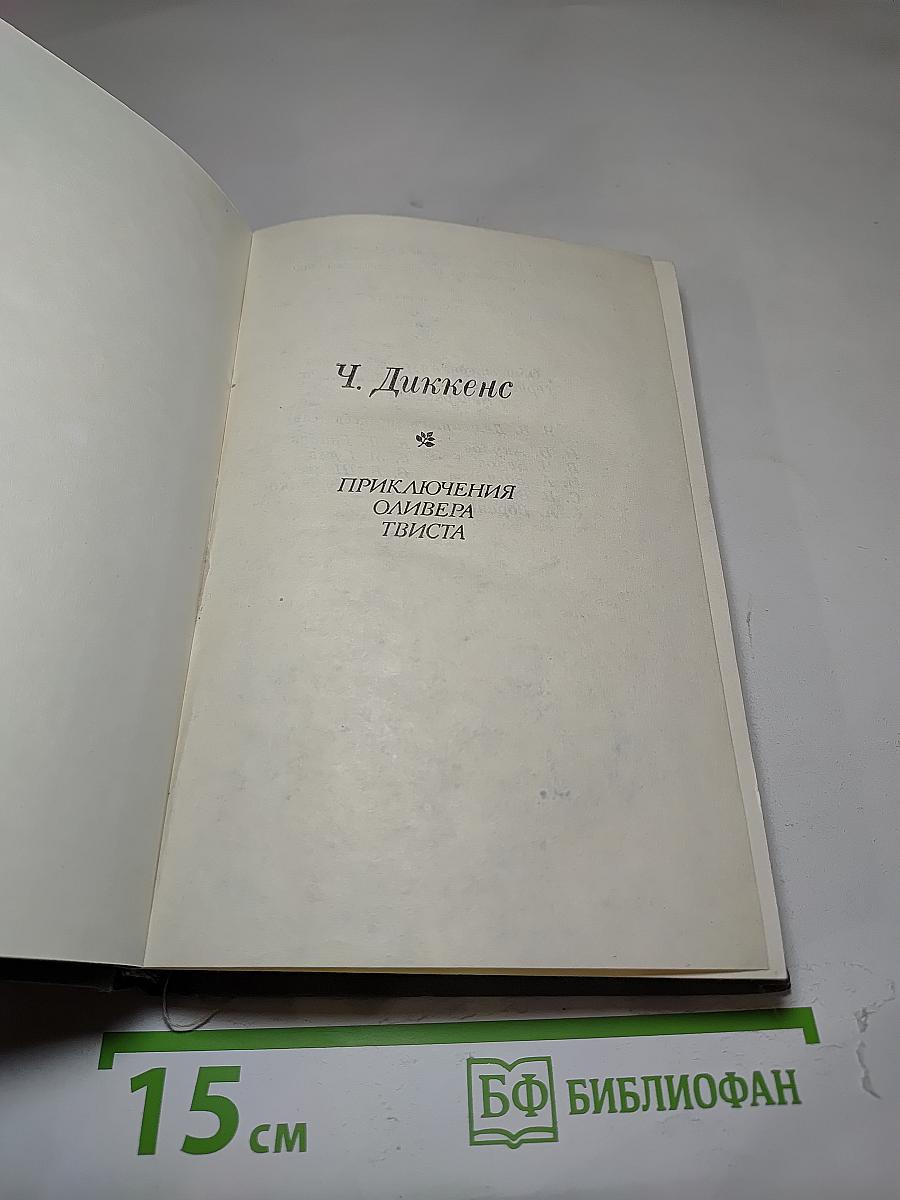 Ч. Диккенс
ПРИКЛЮЧЕНИЯ
ОЛИВЕРА
ТВИСТА
15 см
БФ БИБЛИОФАН